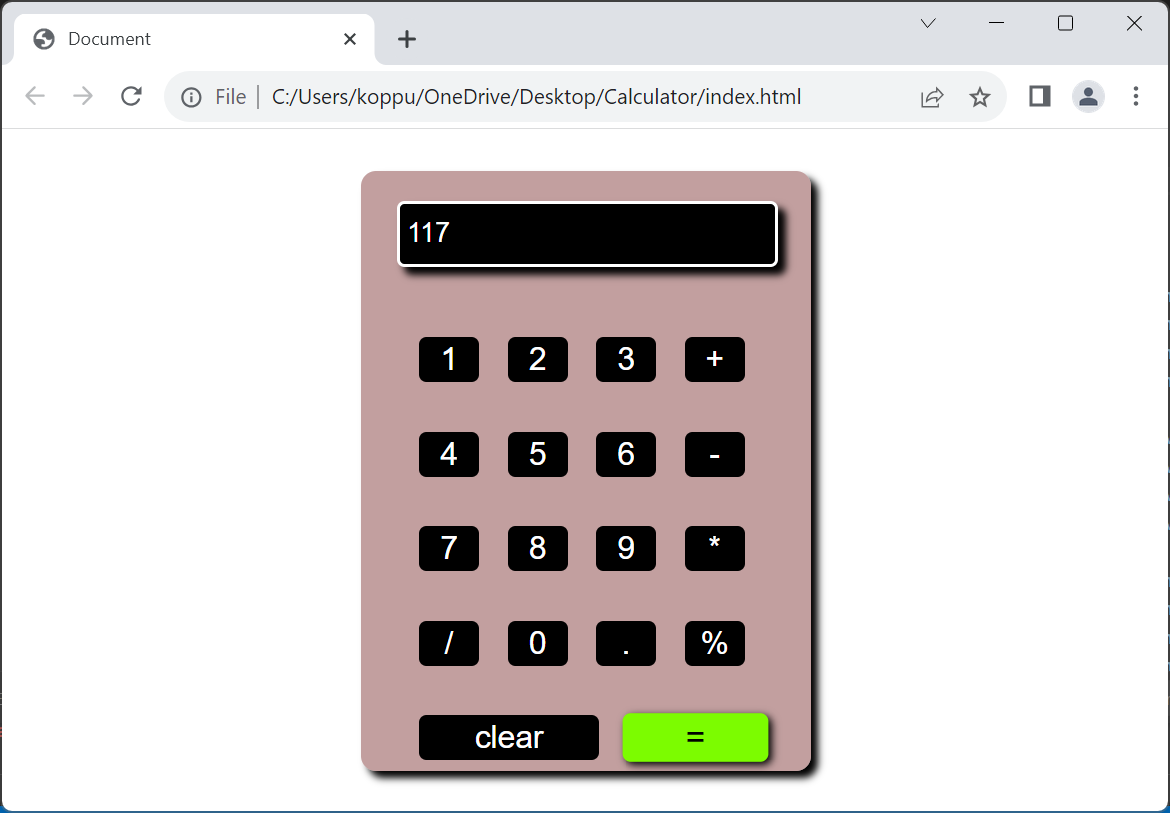 Document
File | C:/Users/koppu/OneDrive/Desktop/Calculator/index.html
117
1 2 3 +
4 5 6 -
7 8 9 *
/ 0 . %
clear =